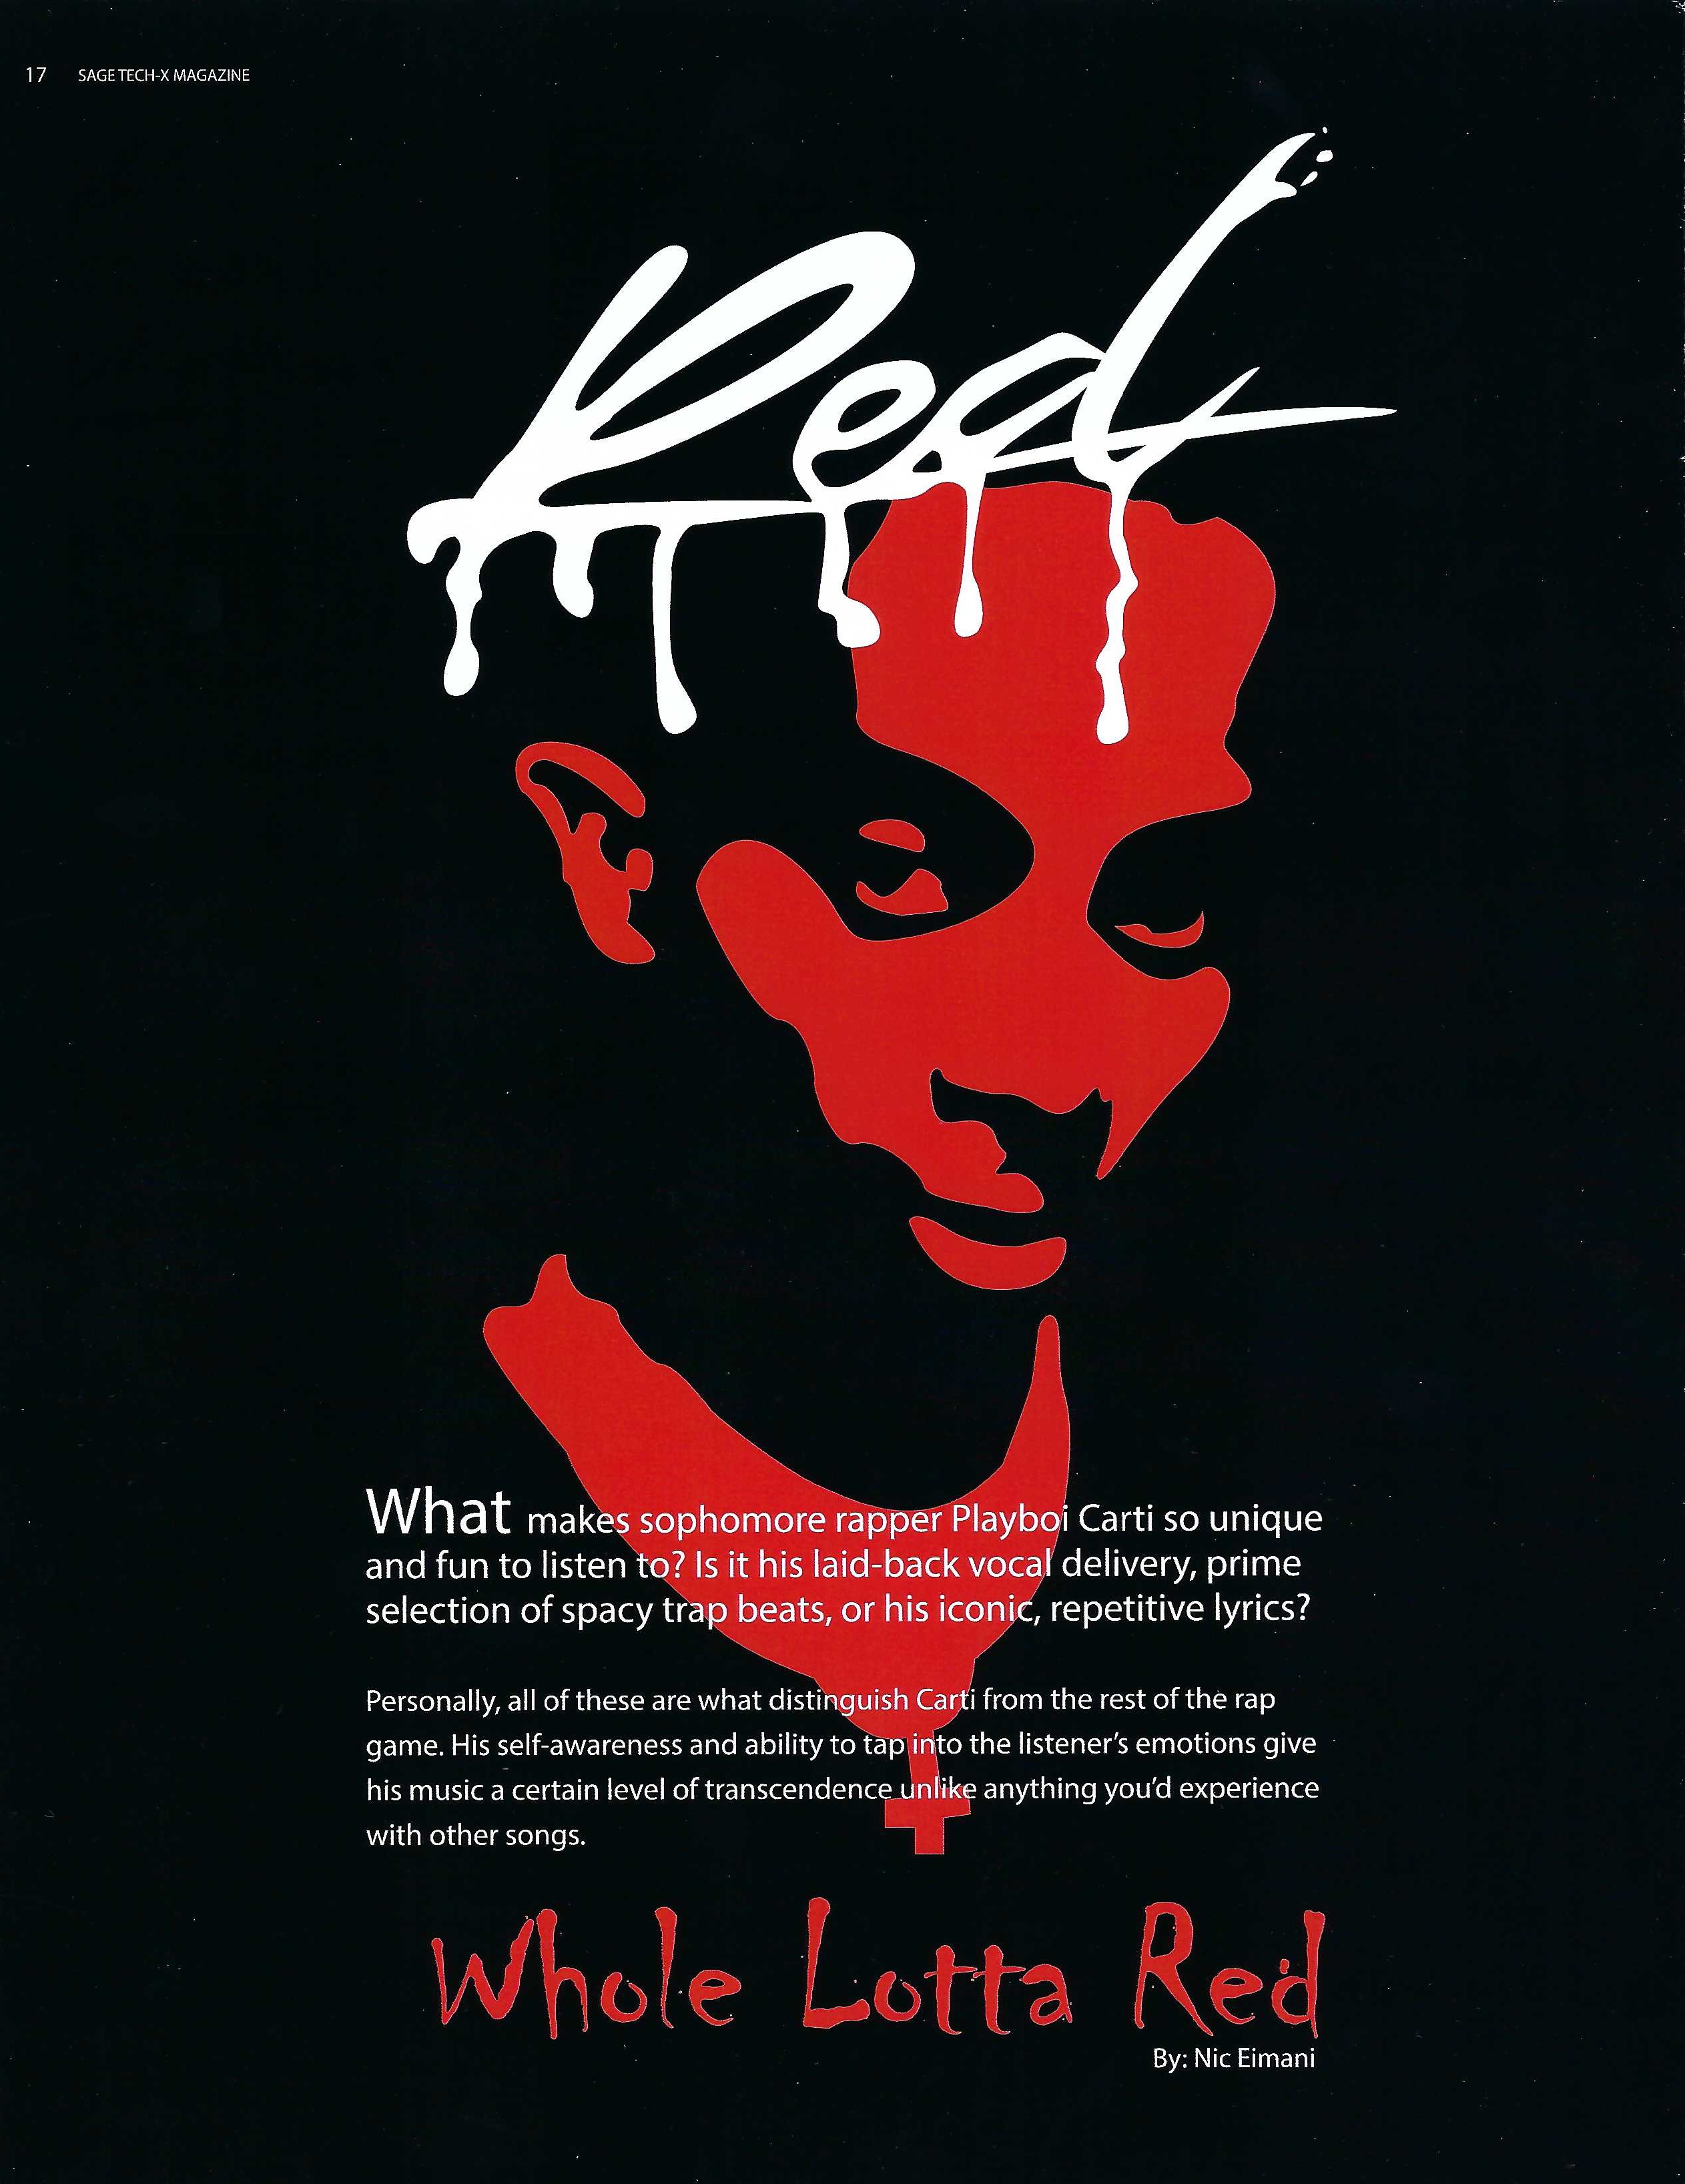 17 SAGE TECH-X MAGAZINE
Red
What makes sophomore rapper Playboi Carti so unique
and fun to listen to? Is it his laid-back vocal delivery, prime
selection of spacy trap beats, or his iconic, repetitive lyrics?
Personally, all of these are what distinguish Carti from the rest of the rap
game. His self-awareness and ability to tap into the listener's emotions give
his music a certain level of transcendence unlike anything you'd experience
with other songs.
Whole Lotta Red
By: Nic Eimani